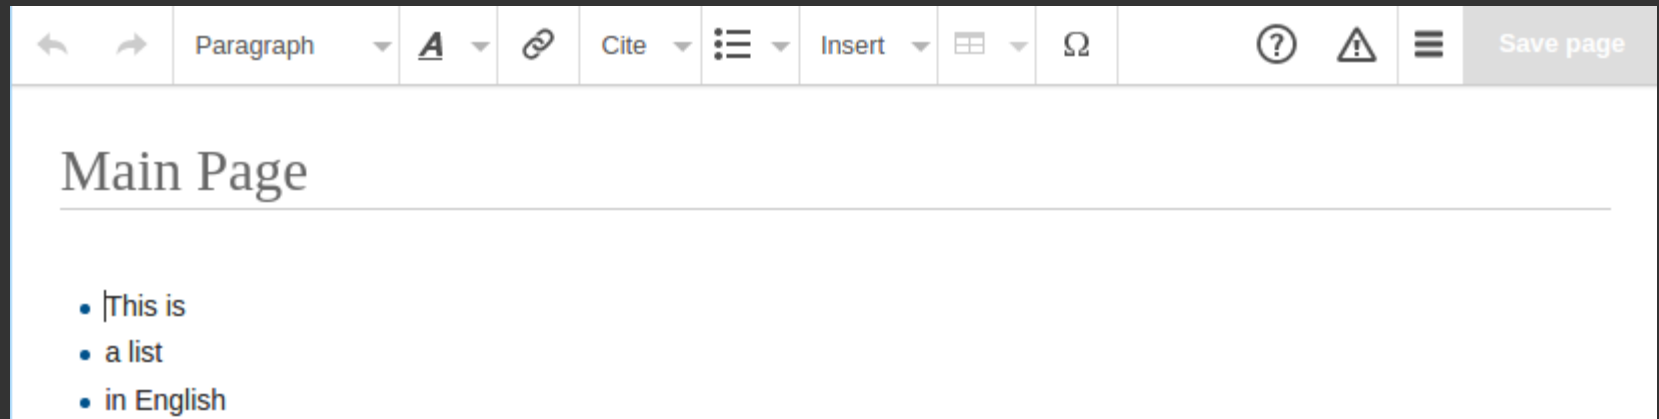 Paragraph A Cite Insert Ω ? Save page
Main Page
• This is
• a list
• in English